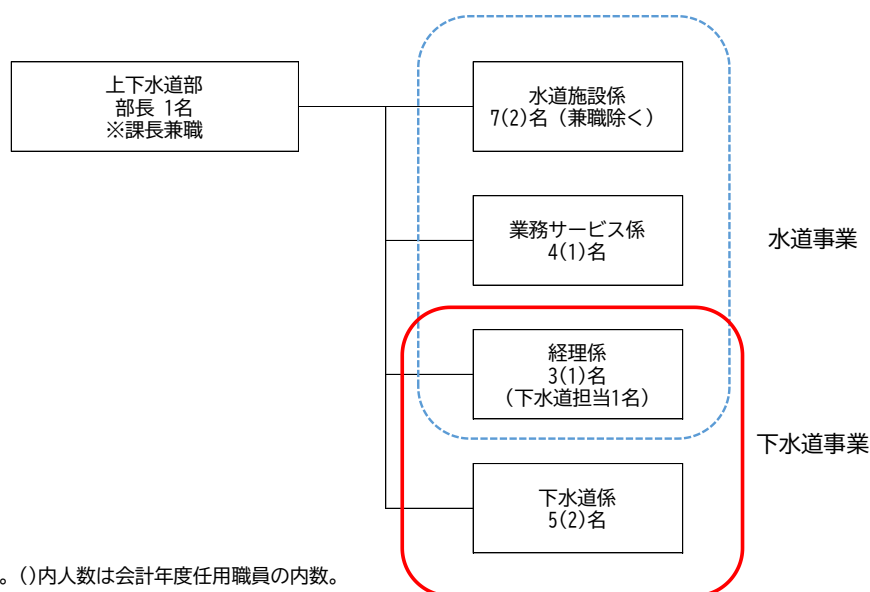 上下水道部
部長 1名
※課長兼職
水道施設係
7(2)名（兼職除く）
業務サービス係
4(1)名
水道事業
経理係
3(1)名
（下水道担当1名）
下水道事業
下水道係
5(2)名
。()内人数は会計年度任用職員の内数。